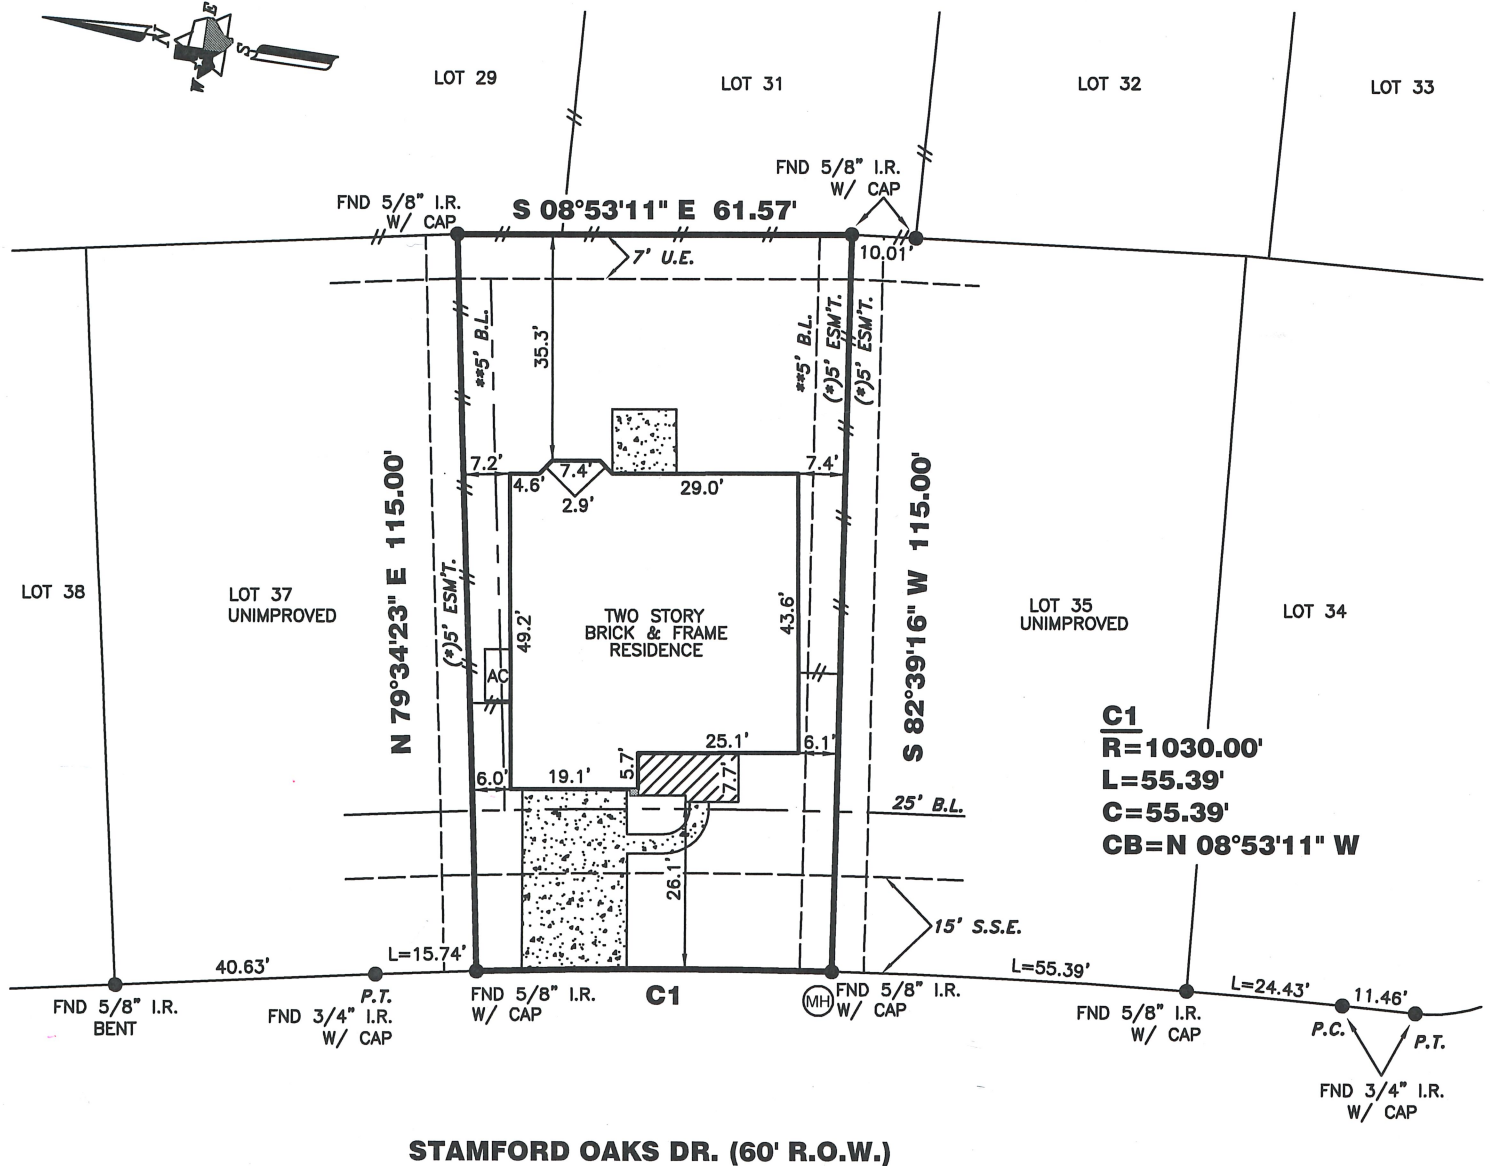 N
E
S
W
LOT 29
LOT 31
LOT 32
LOT 33
FND 5/8" I.R.
W/ CAP
S 08°53'11" E 61.57'
FND 5/8" I.R.
W/ CAP
10.01'
7' U.E.
**5' B.L.
35.3'
**5' B.L.
(*)5' ESM'T.
(*)5' ESM'T.
7.2'
4.6'
7.4'
2.9'
29.0'
7.4'
N 79°34'23" E 115.00'
S 82°39'16" W 115.00'
LOT 38
LOT 37
UNIMPROVED
(*)5' ESM'T.
49.2'
TWO STORY
BRICK & FRAME
RESIDENCE
43.6'
LOT 35
UNIMPROVED
LOT 34
AC
C1
R=1030.00'
L=55.39'
C=55.39'
CB=N 08°53'11" W
25.1'
6.1'
5.7'
7.7'
6.0'
19.1'
25' B.L.
26.1'
15' S.S.E.
40.63'
L=15.74'
L=55.39'
L=24.43'
11.46'
FND 5/8" I.R.
BENT
P.T.
FND 3/4" I.R.
W/ CAP
FND 5/8" I.R.
W/ CAP
C1
MH
FND 5/8" I.R.
W/ CAP
FND 5/8" I.R.
W/ CAP
P.C.
P.T.
FND 3/4" I.R.
W/ CAP
STAMFORD OAKS DR. (60' R.O.W.)